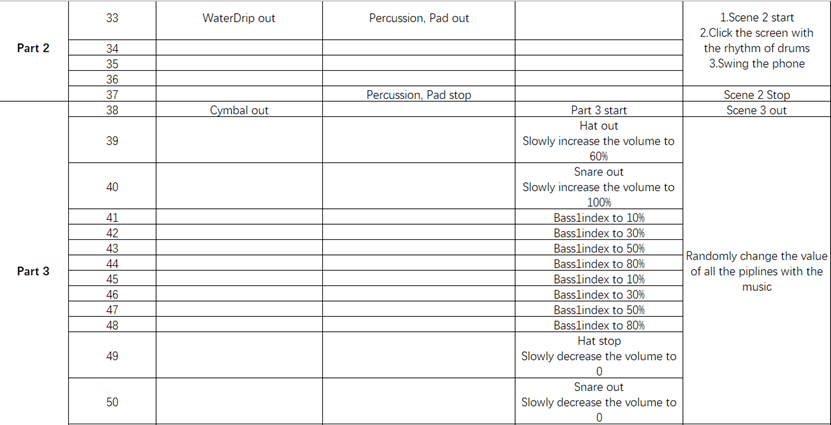 33 WaterDrip out Percussion, Pad out 1.Scene 2 start
2.Click the screen with
Part 2 34 the rhythm of drums
35 3.Swing the phone
36
37 Percussion, Pad stop Scene 2 Stop
38 Cymbal out Part 3 start Scene 3 out
Hat out
39 Slowly increase the volume to
60%
Snare out
40 Slowly increase the volume to
100%
41 Bass1index to 10%
42 Bass1index to 30%
43 Bass1index to 50%
44 Bass1index to 80% Randomly change the value
Part 3 45 Bass1index to 10% of all the piplines with the
46 Bass1index to 30% music
47 Bass1index to 50%
48 Bass1index to 80%
Hat stop
49 Slowly decrease the volume to
0
Snare out
50 Slowly decrease the volume to
0